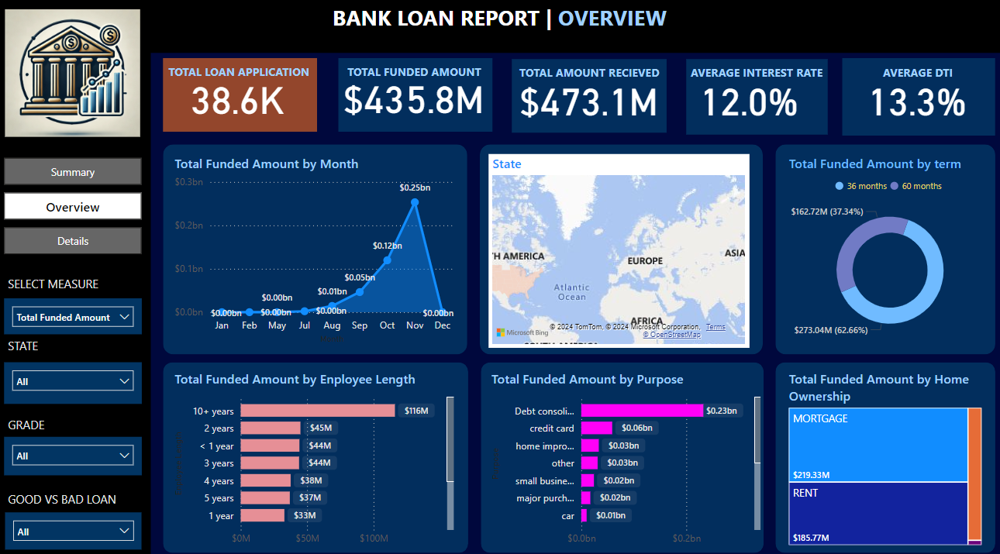 BANK LOAN REPORT | OVERVIEW
TOTAL LOAN APPLICATION
38.6K
TOTAL FUNDED AMOUNT
$435.8M
TOTAL AMOUNT RECIEVED
$473.1M
AVERAGE INTEREST RATE
12.0%
AVERAGE DTI
13.3%
Summary
Overview
Details
SELECT MEASURE
Total Funded Amount
STATE
All
GRADE
All
GOOD VS BAD LOAN
All
Total Funded Amount by Month
$0.3bn
$0.2bn
$0.1bn
$0.0bn
$0.00bn
$0.00bn
$0.00bn
$0.01bn
$0.00bn
$0.05bn
$0.12bn
$0.25bn
$0.00bn
Jan Feb May Jul Aug Sep Oct Nov Dec
State
H AMERICA
EUROPE
ASIA
Atlantic
Ocean
AFRICA
Microsoft Bing
© 2024 TomTom, © 2024 Microsoft Corporation, Terms
© OpenStreetMap
Total Funded Amount by term
36 months 60 months
$162.72M (37.34%)
$273.04M (62.66%)
Total Funded Amount by Enployee Length
10+ years $116M
2 years $45M
< 1 year $44M
3 years $44M
4 years $38M
5 years $37M
1 year $33M
$0M $50M $100M
Total Funded Amount by Purpose
Debt consoli... $0.23bn
credit card $0.06bn
home impro... $0.03bn
other $0.03bn
small busine... $0.02bn
major purch... $0.02bn
car $0.01bn
$0.0bn $0.2bn
Total Funded Amount by Home
Ownership
MORTGAGE
$219.33M
RENT
$185.77M